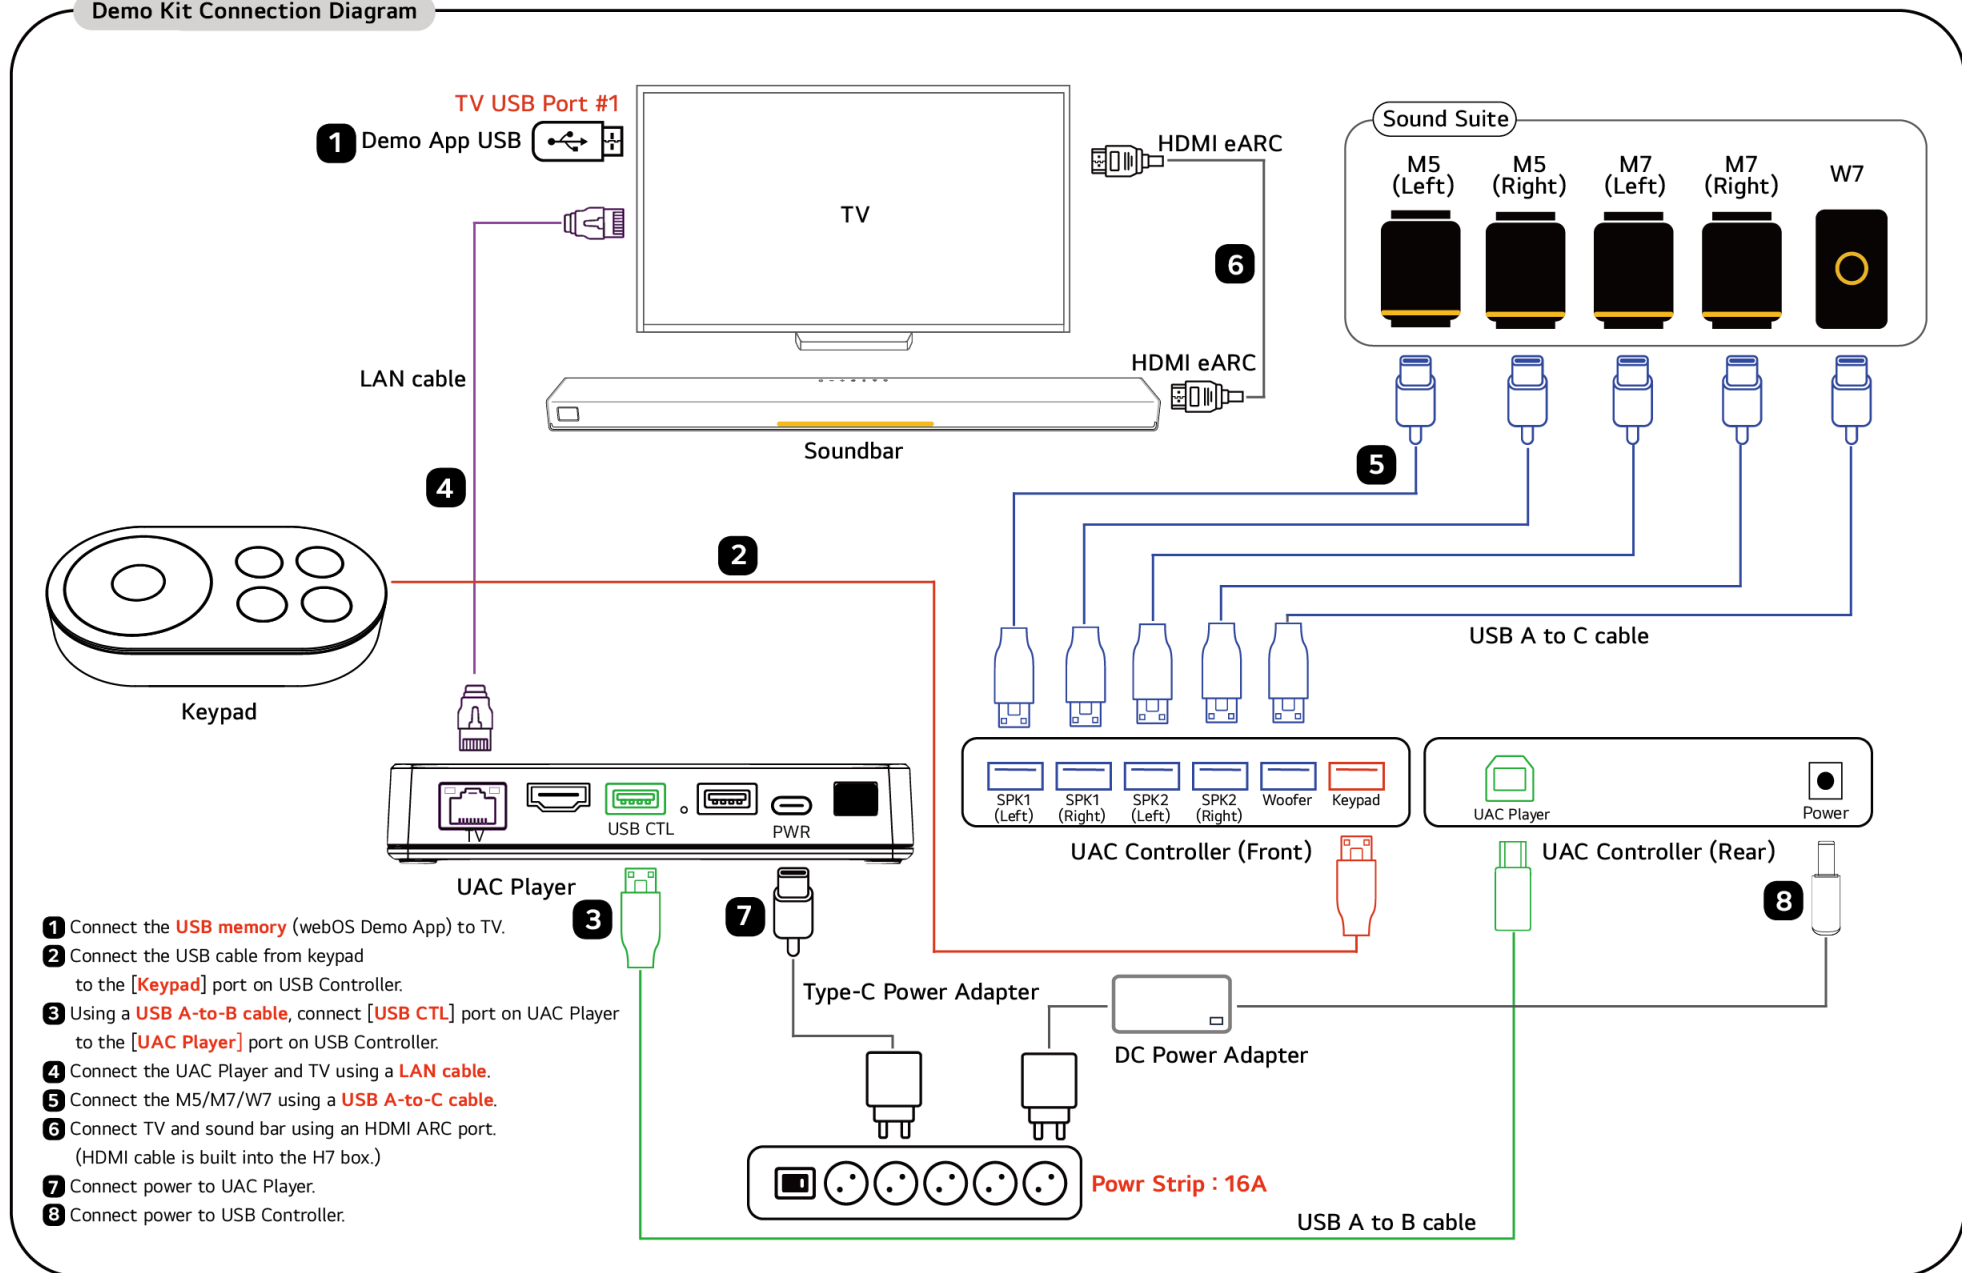 Demo Kit Connection Diagram
TV USB Port #1
1 Demo App USB
TV
HDMI eARC
6
HDMI eARC
Soundbar
LAN cable
4
Sound Suite
M5
(Left)
M5
(Right)
M7
(Left)
M7
(Right)
W7
5
USB A to C cable
2
Keypad
TV
USB CTL
PWR
UAC Player
SPK1
(Left)
SPK1
(Right)
SPK2
(Left)
SPK2
(Right)
Woofer
Keypad
UAC Controller (Front)
UAC Player
Power
UAC Controller (Rear)
3
7
8
Type-C Power Adapter
DC Power Adapter
Powr Strip : 16A
USB A to B cable
1 Connect the USB memory (webOS Demo App) to TV.
2 Connect the USB cable from keypad
to the [Keypad] port on USB Controller.
3 Using a USB A-to-B cable, connect [USB CTL] port on UAC Player
to the [UAC Player] port on USB Controller.
4 Connect the UAC Player and TV using a LAN cable.
5 Connect the M5/M7/W7 using a USB A-to-C cable.
6 Connect TV and sound bar using an HDMI ARC port.
(HDMI cable is built into the H7 box.)
7 Connect power to UAC Player.
8 Connect power to USB Controller.